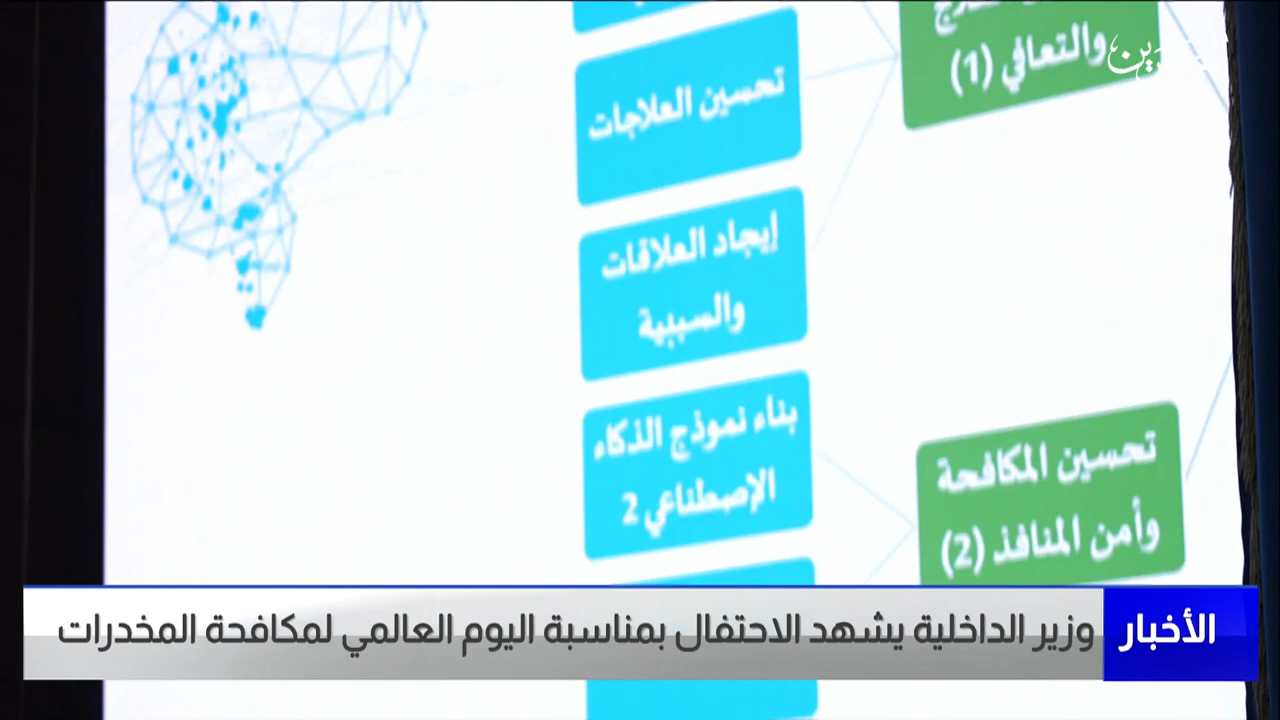 والتعافي (1)
تحسين العلاجات
إيجاد العلاقات
والسببية
بناء نموذج الذكاء
الإصطناعي 2
تحسين المكافحة
وأمن المنافذ (2)
الأخبار
وزير الداخلية يشهد الاحتفال بمناسبة اليوم العالمي لمكافحة المخدرات